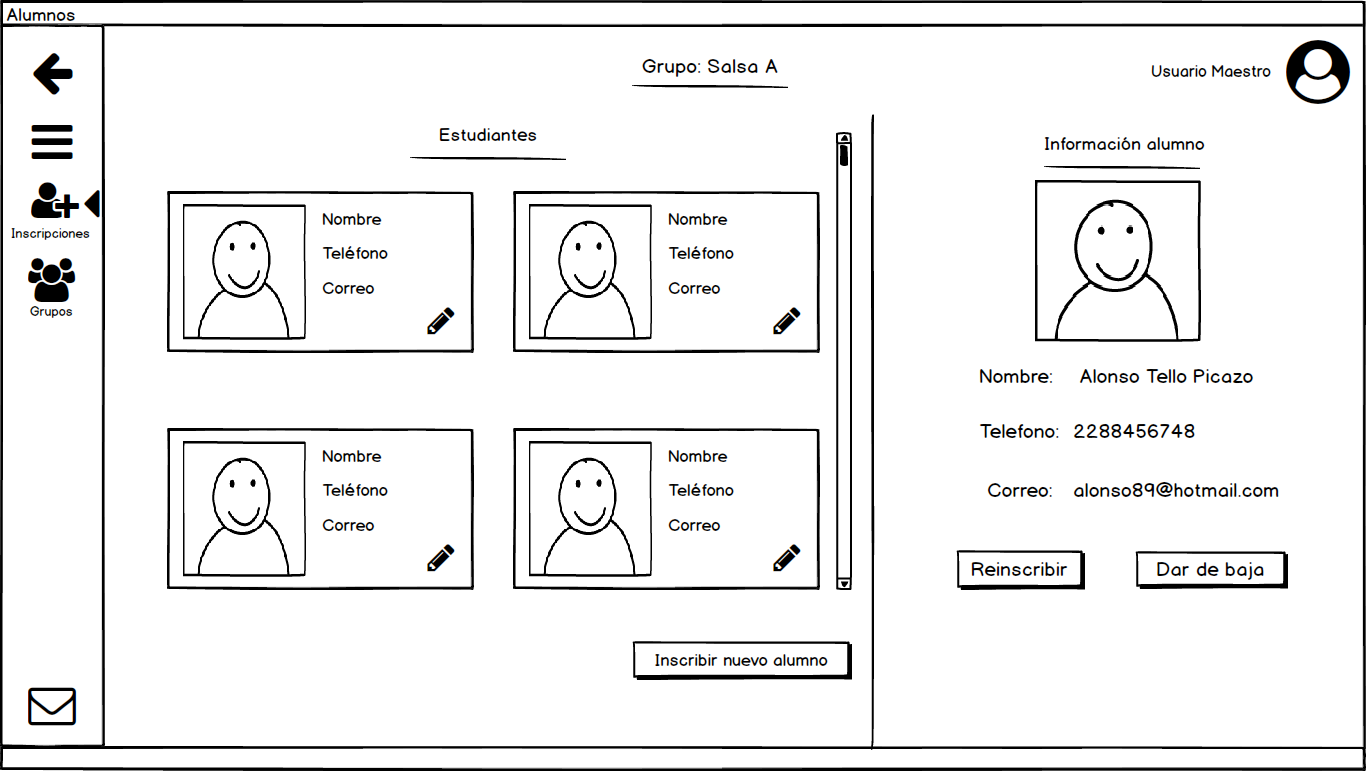 Alumnos
Grupo: Salsa A
Usuario Maestro
Inscripciones
Grupos
Estudiantes
Nombre
Teléfono
Correo
Nombre
Teléfono
Correo
Nombre
Teléfono
Correo
Nombre
Teléfono
Correo
Inscribir nuevo alumno
Información alumno
Nombre: Alonso Tello Picazo
Telefono: 2288456748
Correo: alonso89@hotmail.com
Reinscribir
Dar de baja